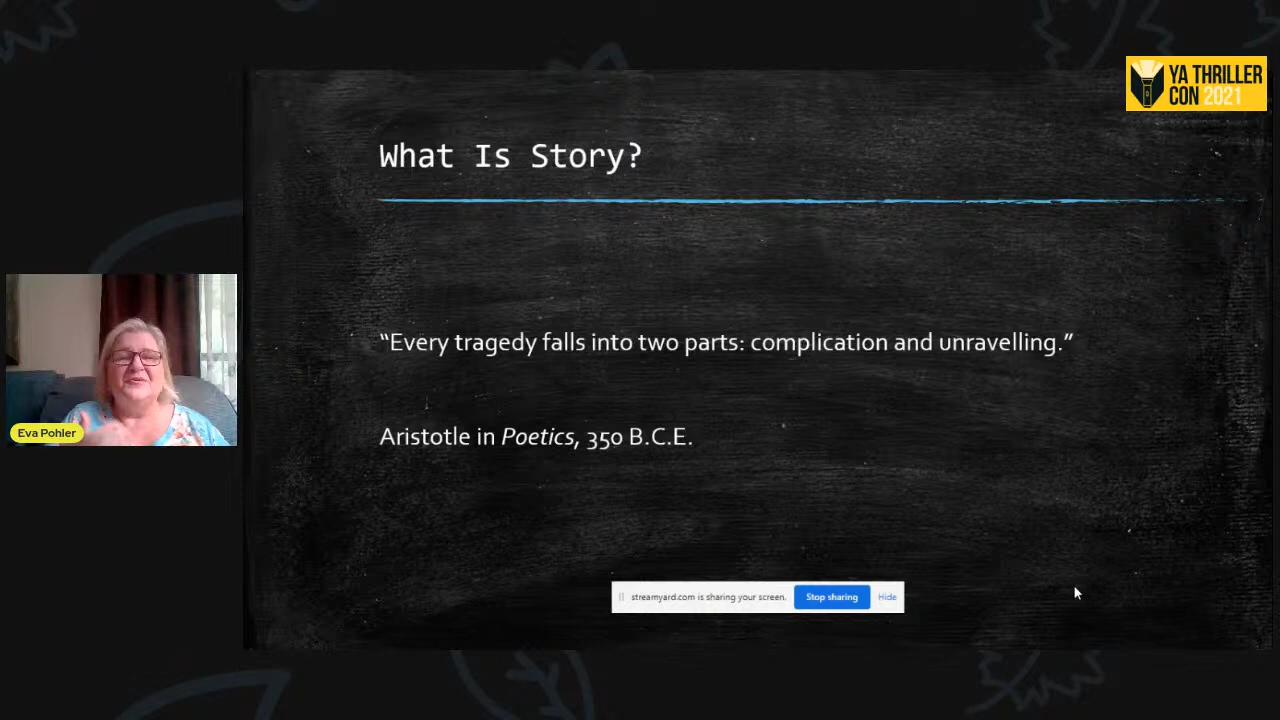 YA THRILLER
CON 2021
What Is Story?
“Every tragedy falls into two parts: complication and unravelling.”
Aristotle in Poetics, 350 B.C.E.
Eva Pohler
streamyard.com is sharing your screen. Stop sharing Hide